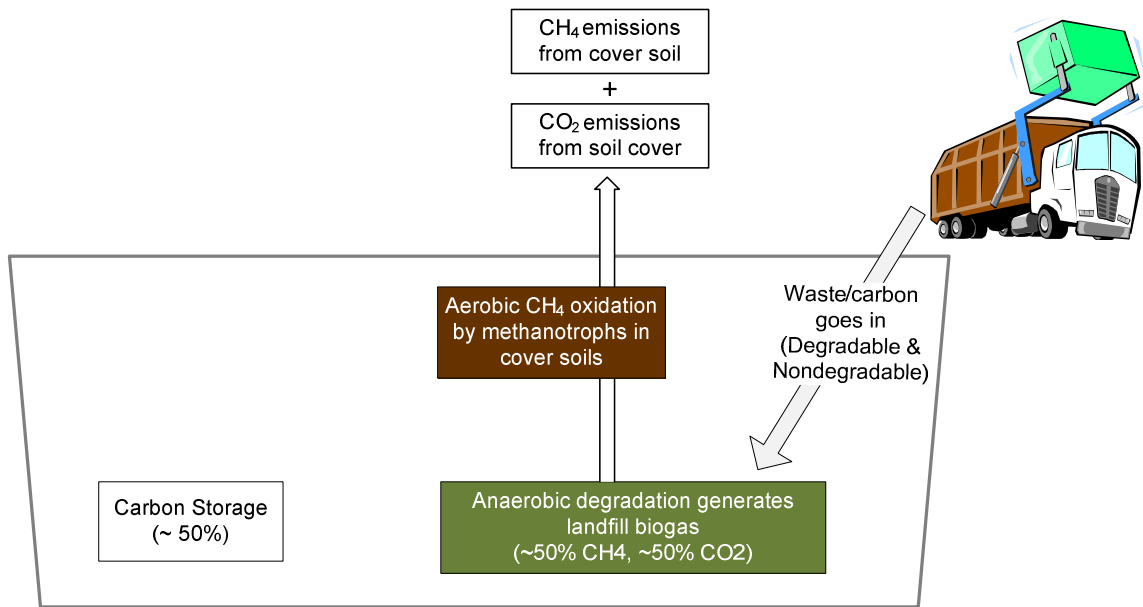 CH₄ emissions
from cover soil
+
CO₂ emissions
from soil cover
Aerobic CH₄ oxidation
by methanotrophs in
cover soils
Waste/carbon
goes in
(Degradable &
Nondegradable)
Carbon Storage
(~ 50%)
Anaerobic degradation generates
landfill biogas
(~50% CH4, ~50% CO2)